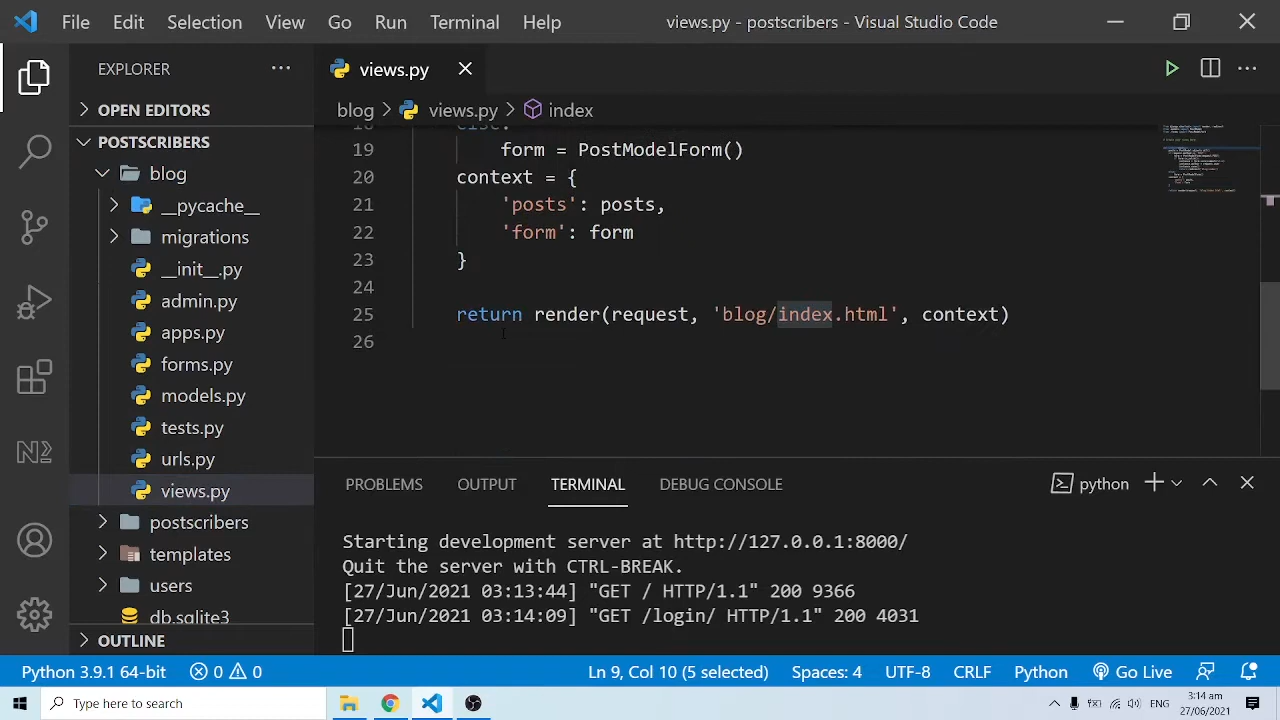 File Edit Selection View Go Run Terminal Help views.py - postscribers - Visual Studio Code
EXPLORER
views.py
OPEN EDITORS
blog > views.py > index
POSTSCRIBERS
blog
__pycache__
migrations
__init__.py
admin.py
apps.py
forms.py
models.py
tests.py
urls.py
views.py
postscribers
templates
users
db.sqlite3
OUTLINE
18 else:
19 form = PostModelForm()
20 context = {
21 'posts': posts,
22 'form': form
23 }
24
25 return render(request, 'blog/index.html', context)
26
PROBLEMS OUTPUT TERMINAL DEBUG CONSOLE python
Starting development server at http://127.0.0.1:8000/
Quit the server with CTRL-BREAK.
[27/Jun/2021 03:13:44] "GET / HTTP/1.1" 200 9366
[27/Jun/2021 03:14:09] "GET /login/ HTTP/1.1" 200 4031
Python 3.9.1 64-bit 0 0 Ln 9, Col 10 (5 selected) Spaces: 4 UTF-8 CRLF Python Go Live
Type here to search
ENG
3:14 am
27/06/2021